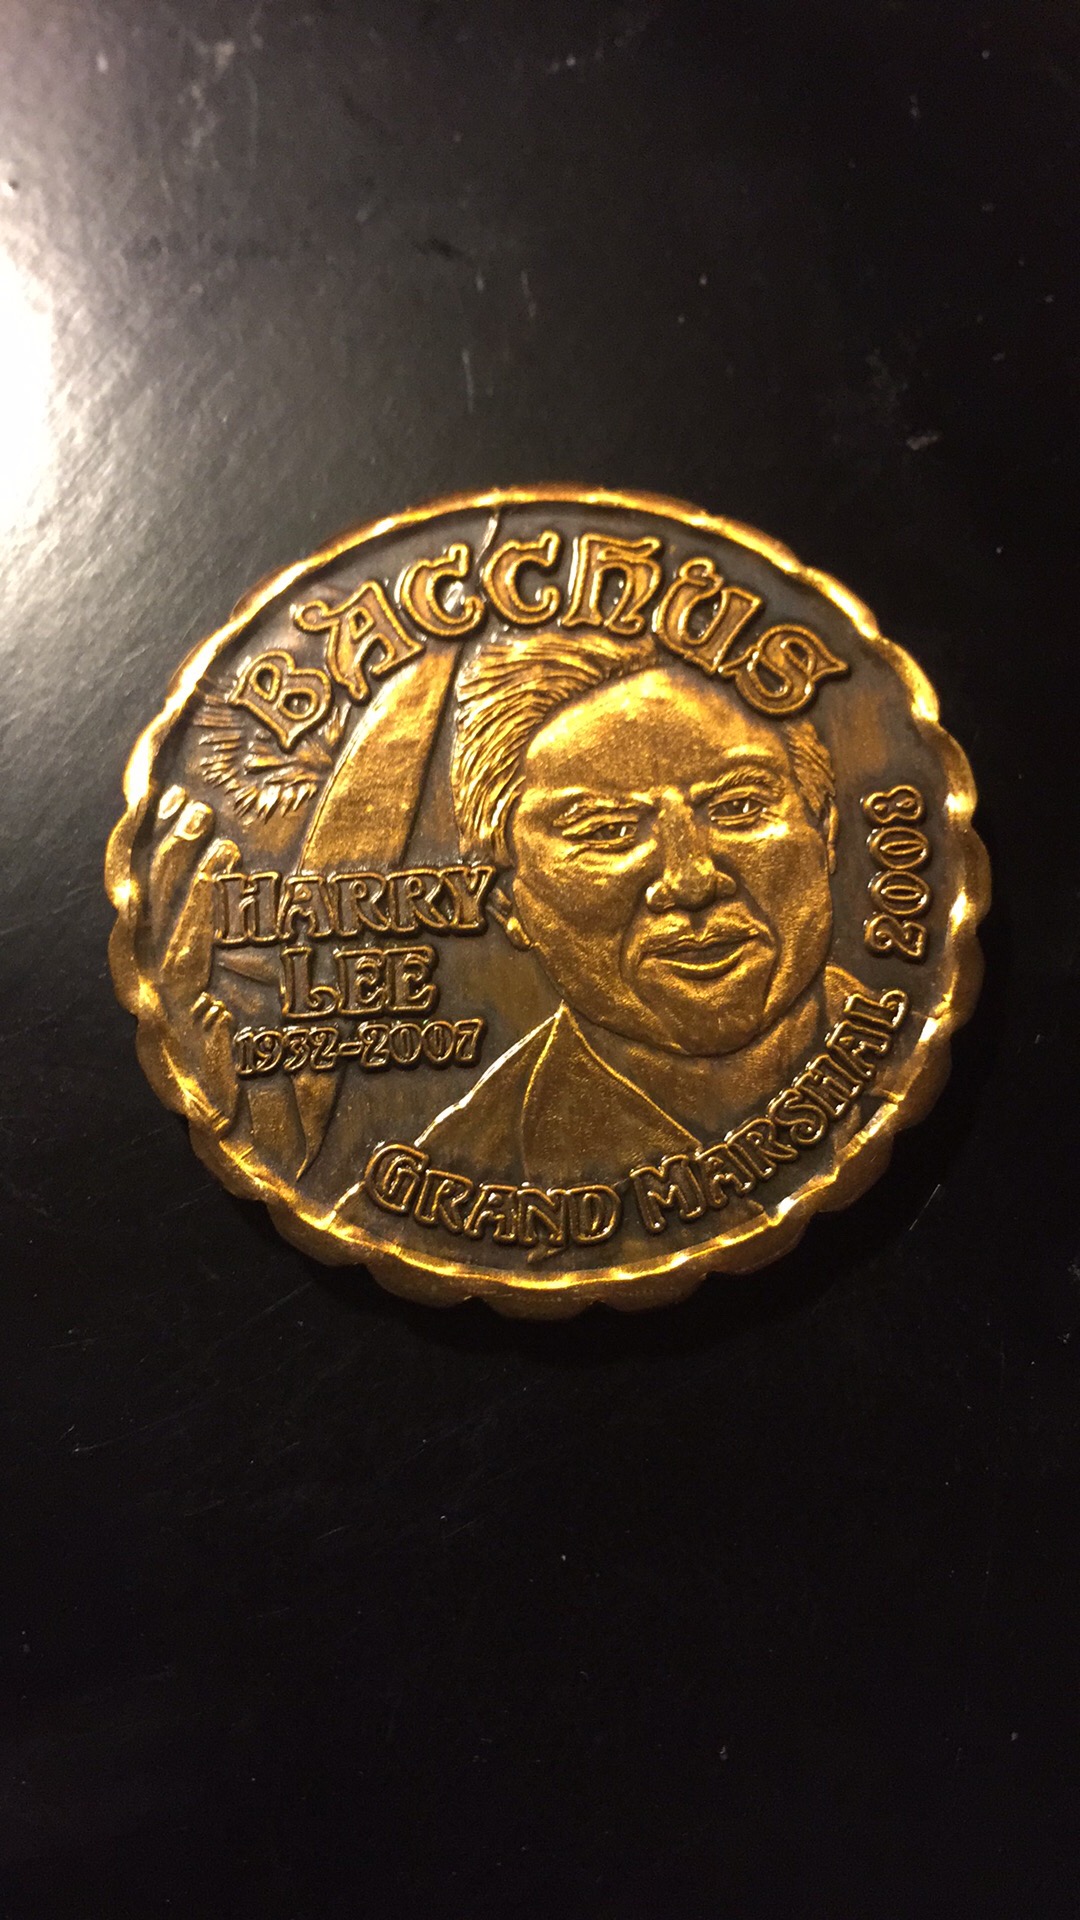 BACCHUS
HARRY
LEE
1932-2007
GRAND MARSHAL 2008